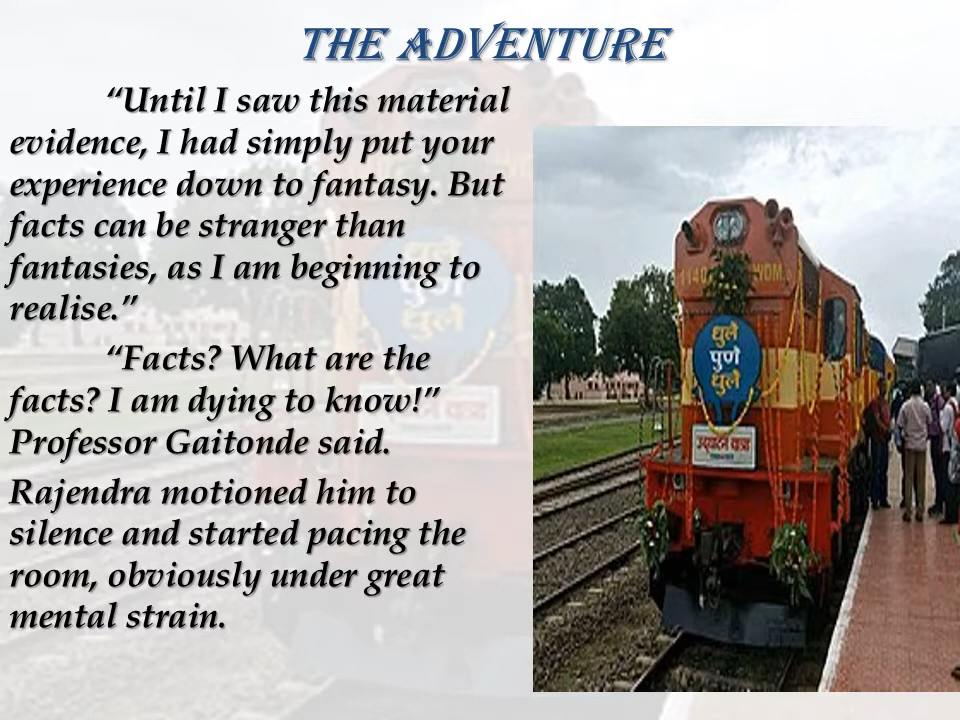 THE ADVENTURE
“Until I saw this material
evidence, I had simply put your
experience down to fantasy. But
facts can be stranger than
fantasies, as I am beginning to
realise.”
“Facts? What are the
facts? I am dying to know!”
Professor Gaitonde said.
Rajendra motioned him to
silence and started pacing the
room, obviously under great
mental strain.
धुले
पुणे
धुले